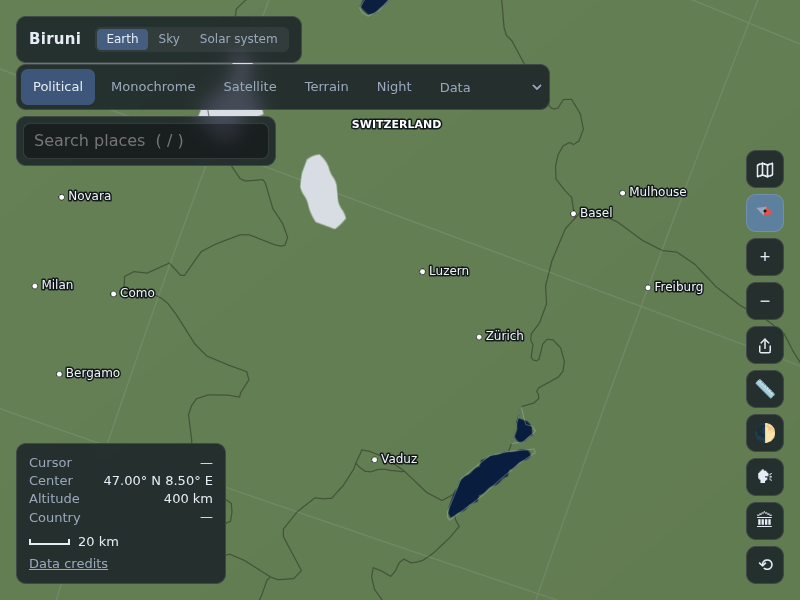 Biruni Earth Sky Solar system
Political Monochrome Satellite Terrain Night Data
Search places ( / )
SWITZERLAND
Novara
Mulhouse
Basel
Luzern
Milan
Como
Freiburg
Zürich
Bergamo
Vaduz
Cursor —
Center 47.00° N 8.50° E
Altitude 400 km
Country —
20 km
Data credits